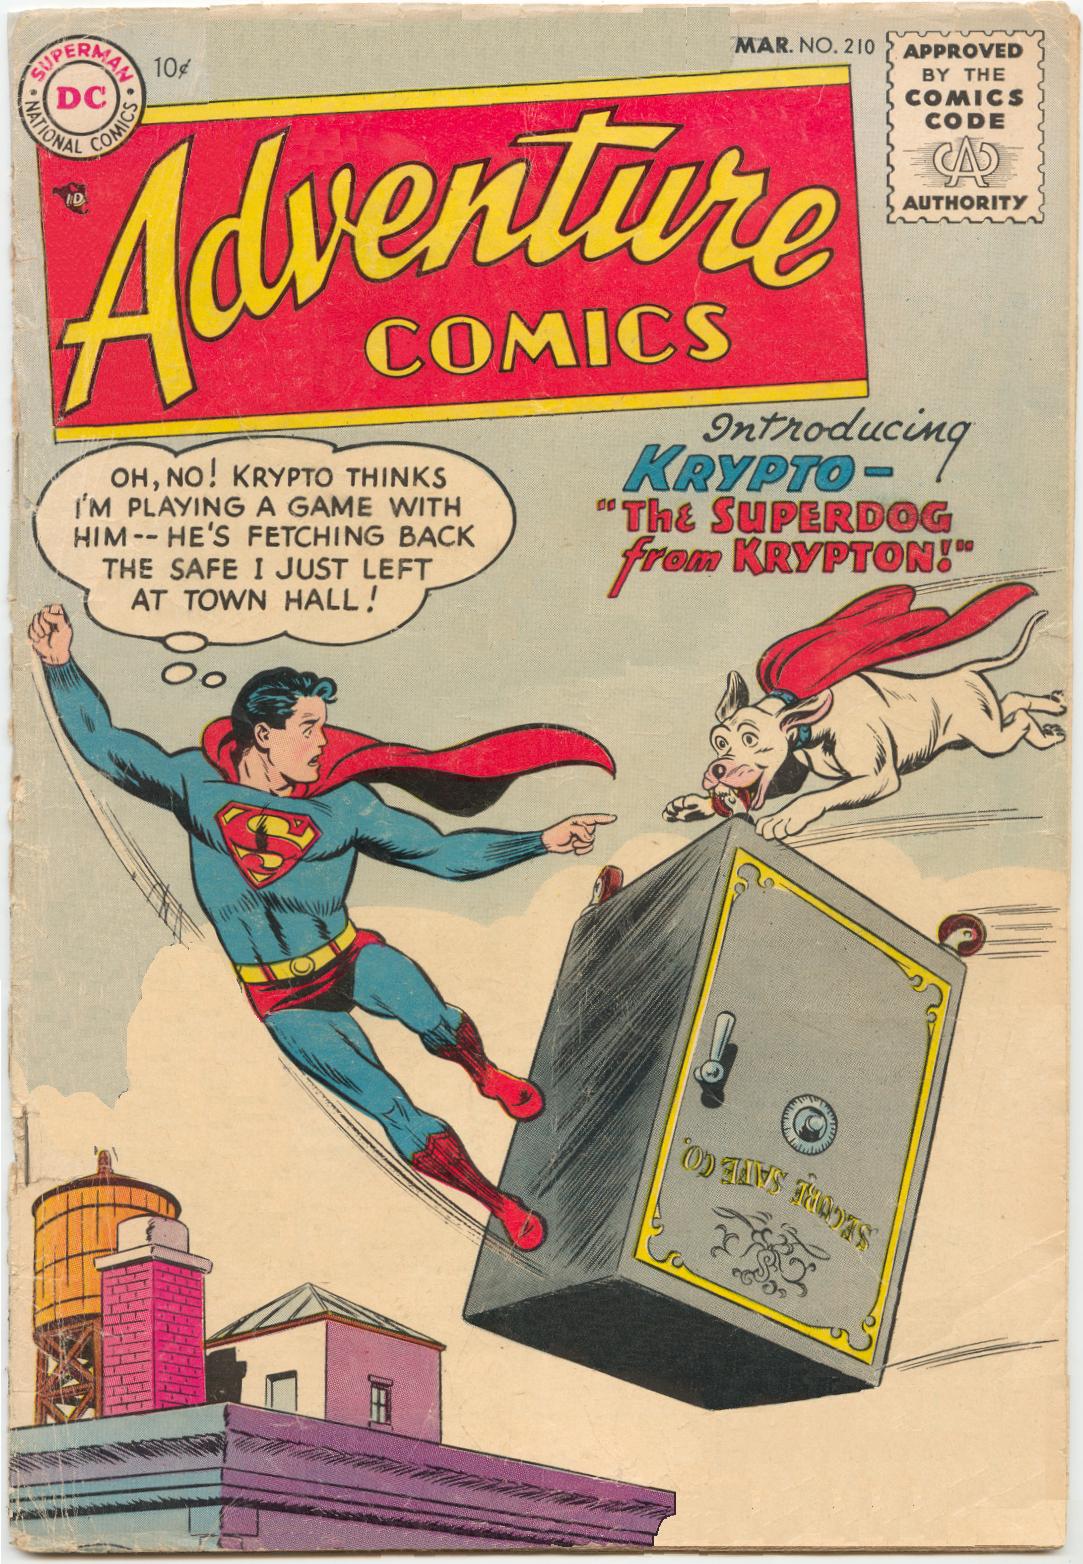 SUPERMAN
DC
NATIONAL COMICS
10¢
MAR. NO. 210
APPROVED
BY THE
COMICS
CODE
CA
AUTHORITY
Adventure
COMICS
Introducing
KRYPTO–
"The SUPERDOG
from KRYPTON!"
OH, NO! KRYPTO THINKS
I'M PLAYING A GAME WITH
HIM-- HE'S FETCHING BACK
THE SAFE I JUST LEFT
AT TOWN HALL!
S
SECURE SAFE CO.